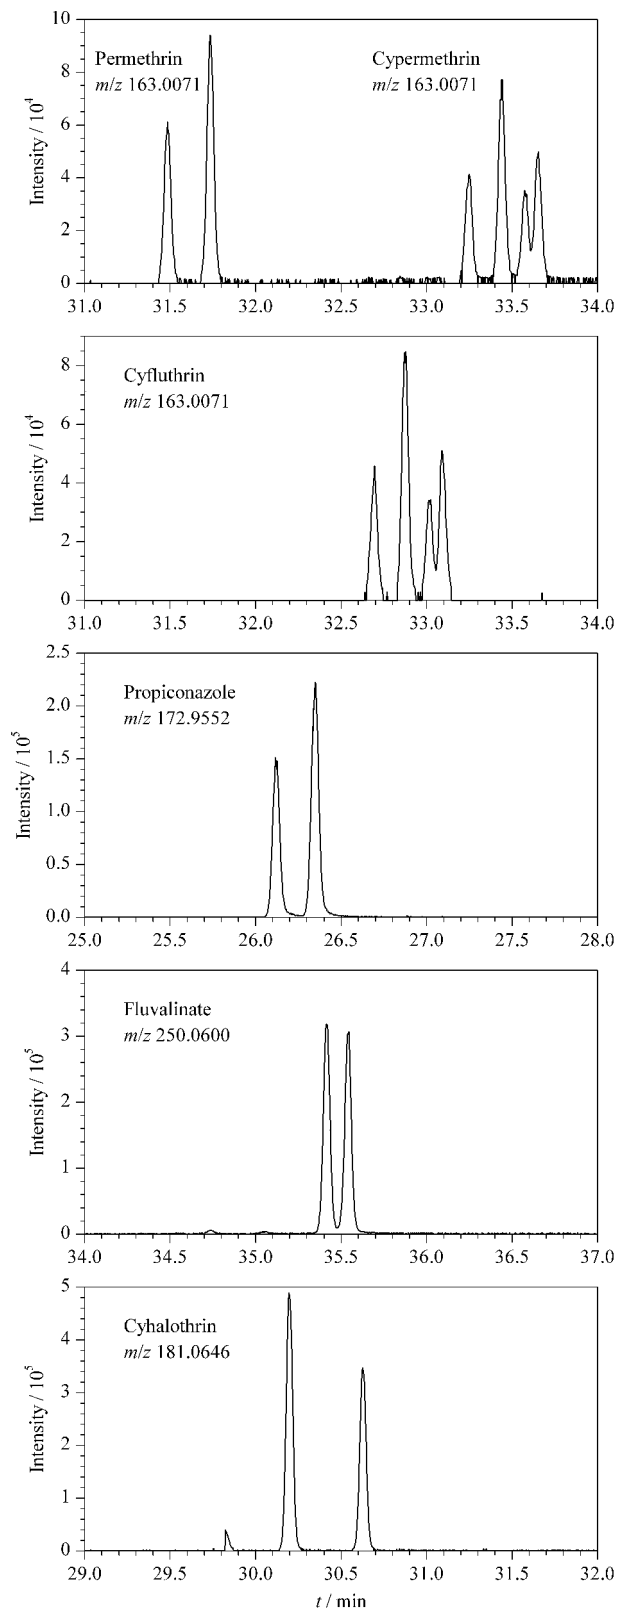 10
Permethrin Cypermethrin
m/z 163.0071 m/z 163.0071
8
6
4
2
0
Intensity / 10⁴
31.0 31.5 32.0 32.5 33.0 33.5 34.0
8
Cyfluthrin
m/z 163.0071
6
4
2
0
Intensity / 10⁴
31.0 31.5 32.0 32.5 33.0 33.5 34.0
2.5
Propiconazole
m/z 172.9552
2.0
1.5
1.0
0.5
0.0
Intensity / 10⁵
25.0 25.5 26.0 26.5 27.0 27.5 28.0
4
Fluvalinate
m/z 250.0600
3
2
1
0
Intensity / 10⁵
34.0 34.5 35.0 35.5 36.0 36.5 37.0
5
Cyhalothrin
m/z 181.0646
4
3
2
1
0
Intensity / 10⁵
29.0 29.5 30.0 30.5 31.0 31.5 32.0
t / min